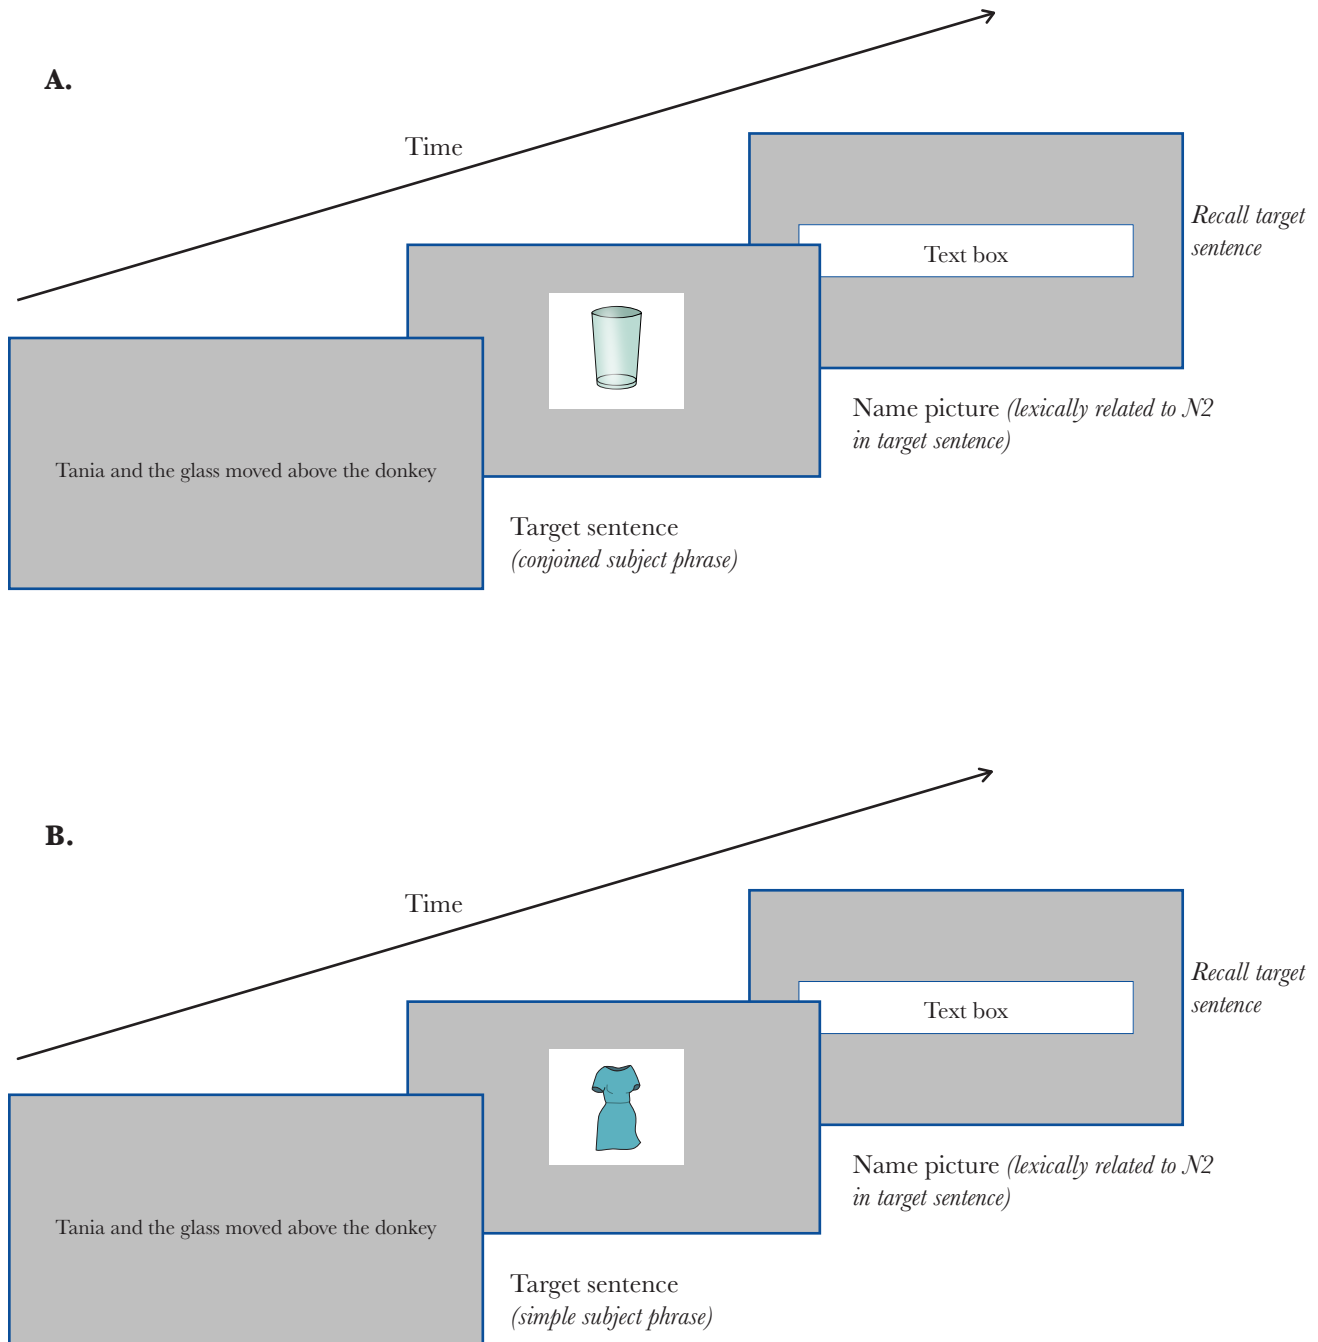 A.
Time
Recall target
sentence
Text box
Name picture (lexically related to N2
in target sentence)
Tania and the glass moved above the donkey
Target sentence
(conjoined subject phrase)
B.
Time
Recall target
sentence
Text box
Name picture (lexically related to N2
in target sentence)
Tania and the glass moved above the donkey
Target sentence
(simple subject phrase)